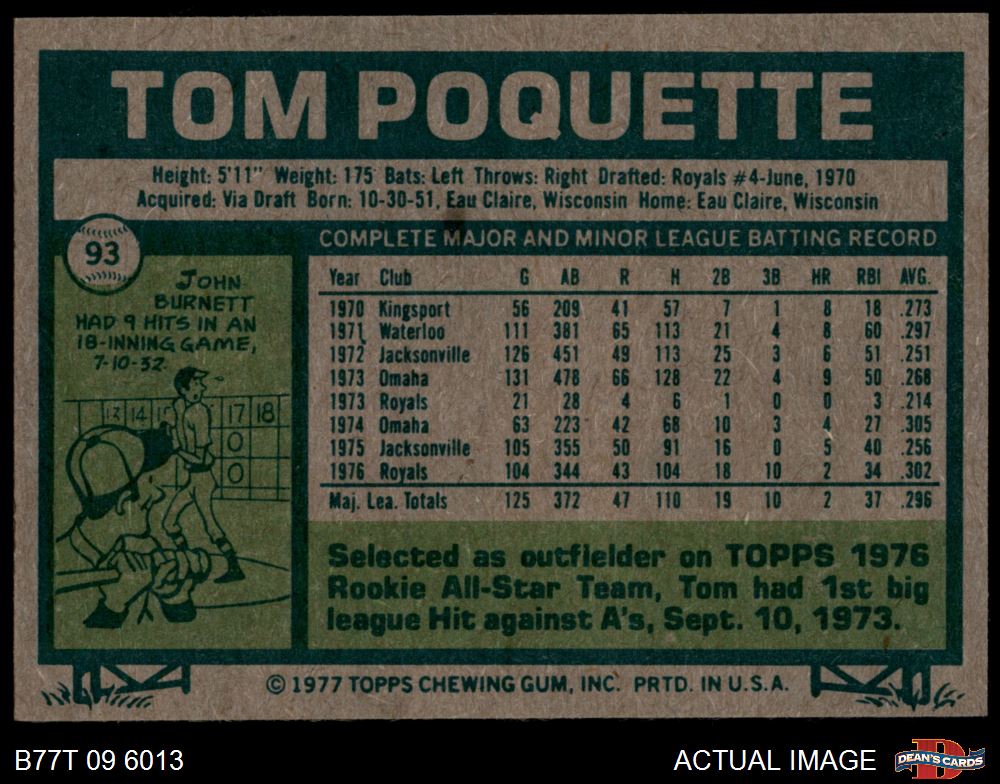 TOM POQUETTE
Height: 5'11" Weight: 175 Bats: Left Throws: Right Drafted: Royals #4-June, 1970
Acquired: Via Draft Born: 10-30-51, Eau Claire, Wisconsin Home: Eau Claire, Wisconsin
93
JOHN
BURNETT
HAD 9 HITS IN AN
18-INNING GAME,
7-10-32.
13 14 15 17 18
0
0
COMPLETE MAJOR AND MINOR LEAGUE BATTING RECORD
Year Club G AB R H 2B 3B HR RBI AVG.
1970 Kingsport 56 209 41 57 7 1 8 18 .273
1971 Waterloo 111 381 65 113 21 4 8 60 .297
1972 Jacksonville 126 451 49 113 25 3 6 51 .251
1973 Omaha 131 478 66 128 22 4 9 50 .268
1973 Royals 21 28 4 6 1 0 0 3 .214
1974 Omaha 63 223 42 68 10 3 4 27 .305
1975 Jacksonville 105 355 50 91 16 0 5 40 .256
1976 Royals 104 344 43 104 18 10 2 34 .302
Maj. Lea. Totals 125 372 47 110 19 10 2 37 .296
Selected as outfielder on TOPPS 1976
Rookie All-Star Team, Tom had 1st big
league Hit against A's, Sept. 10, 1973.
© 1977 TOPPS CHEWING GUM, INC. PRTD. IN U.S.A.
B77T 09 6013
ACTUAL IMAGE
DEAN'S CARDS